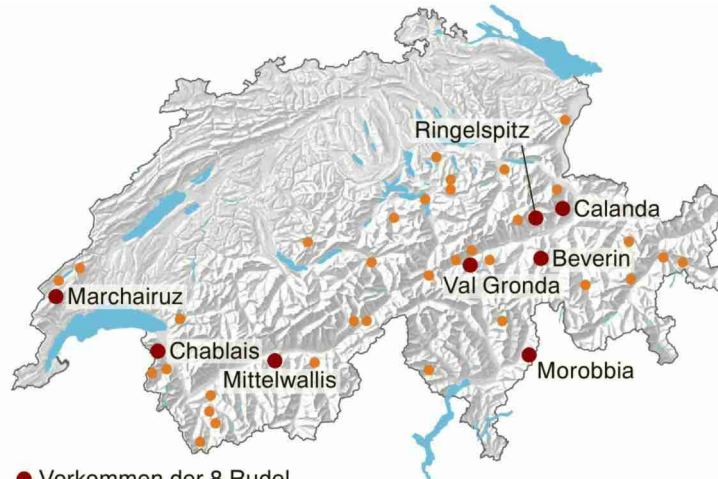 Ringelspitz
Calanda
Beverin
Val Gronda
Marchairuz
Chablais
Mittelwallis
Morobbia
Vorkommen der 8 Rudel